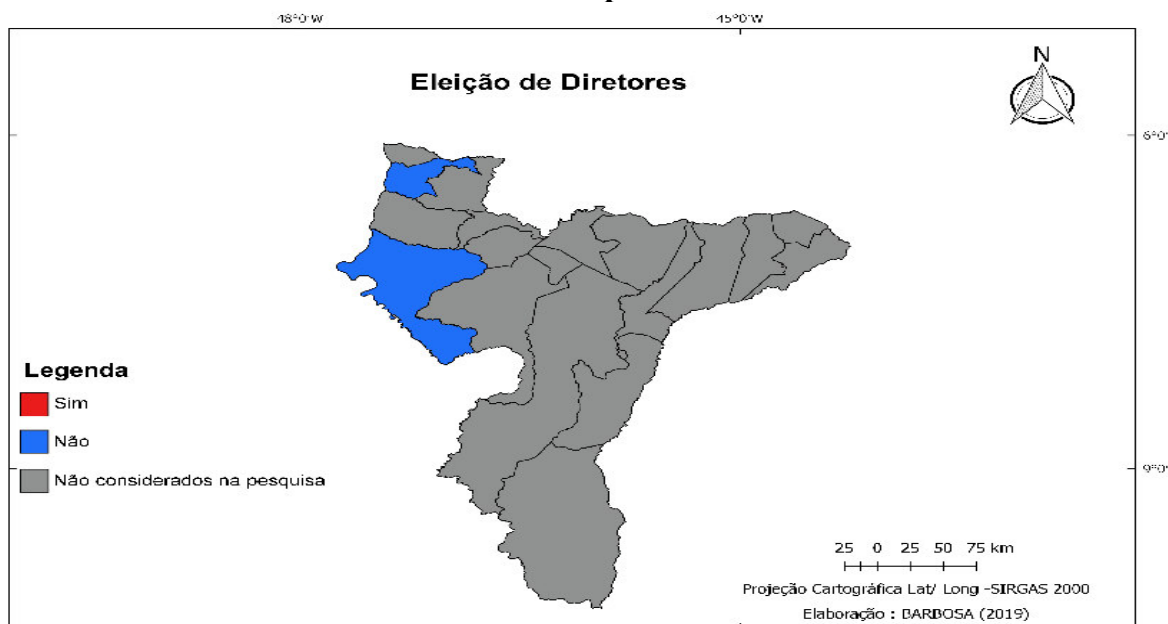 48°0'W 45°0'W
Eleição de Diretores
N
6°0'
Legenda
Sim
Não
Não considerados na pesquisa
9°0'
25 0 25 50 75 km
Projeção Cartográfica Lat/ Long -SIRGAS 2000
Elaboração : BARBOSA (2019)